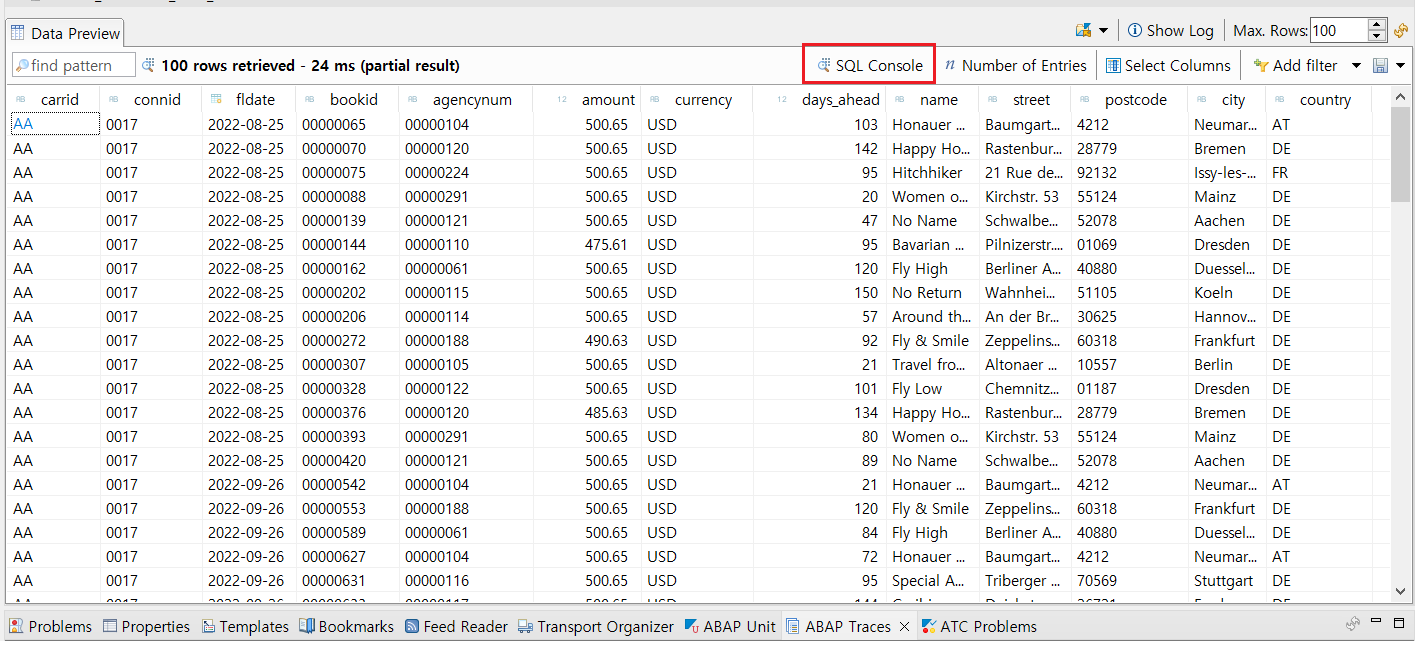 Data Preview Show Log Max. Rows: 100
find pattern 100 rows retrieved - 24 ms (partial result) SQL Console n Number of Entries Select Columns Add filter
AB carrid AB connid fldate AB bookid AB agencynum 12 amount AB currency 12 days_ahead AB name AB street AB postcode AB city AB country
AA 0017 2022-08-25 00000065 00000104 500.65 USD 103 Honauer ... Baumgart... 4212 Neumar... AT
AA 0017 2022-08-25 00000070 00000120 500.65 USD 142 Happy Ho... Rastenbur... 28779 Bremen DE
AA 0017 2022-08-25 00000075 00000224 500.65 USD 95 Hitchhiker 21 Rue de... 92132 Issy-les-... FR
AA 0017 2022-08-25 00000088 00000291 500.65 USD 20 Women o... Kirchstr. 53 55124 Mainz DE
AA 0017 2022-08-25 00000139 00000121 500.65 USD 47 No Name Schwalbe... 52078 Aachen DE
AA 0017 2022-08-25 00000144 00000110 475.61 USD 95 Bavarian ... Pilnizerstr.... 01069 Dresden DE
AA 0017 2022-08-25 00000162 00000061 500.65 USD 120 Fly High Berliner A... 40880 Duessel... DE
AA 0017 2022-08-25 00000202 00000115 500.65 USD 150 No Return Wahnhei... 51105 Koeln DE
AA 0017 2022-08-25 00000206 00000114 500.65 USD 57 Around th... An der Br... 30625 Hannov... DE
AA 0017 2022-08-25 00000272 00000188 490.63 USD 92 Fly & Smile Zeppelins... 60318 Frankfurt DE
AA 0017 2022-08-25 00000307 00000105 500.65 USD 21 Travel fro... Altonaer ... 10557 Berlin DE
AA 0017 2022-08-25 00000328 00000122 500.65 USD 101 Fly Low Chemnitz... 01187 Dresden DE
AA 0017 2022-08-25 00000376 00000120 485.63 USD 134 Happy Ho... Rastenbur... 28779 Bremen DE
AA 0017 2022-08-25 00000393 00000291 500.65 USD 80 Women o... Kirchstr. 53 55124 Mainz DE
AA 0017 2022-08-25 00000420 00000121 500.65 USD 89 No Name Schwalbe... 52078 Aachen DE
AA 0017 2022-09-26 00000542 00000104 500.65 USD 21 Honauer ... Baumgart... 4212 Neumar... AT
AA 0017 2022-09-26 00000553 00000188 500.65 USD 120 Fly & Smile Zeppelins... 60318 Frankfurt DE
AA 0017 2022-09-26 00000589 00000061 500.65 USD 84 Fly High Berliner A... 40880 Duessel... DE
AA 0017 2022-09-26 00000627 00000104 500.65 USD 72 Honauer ... Baumgart... 4212 Neumar... AT
AA 0017 2022-09-26 00000631 00000116 500.65 USD 95 Special A... Triberger ... 70569 Stuttgart DE
Problems Properties Templates Bookmarks Feed Reader Transport Organizer ABAP Unit ABAP Traces ATC Problems